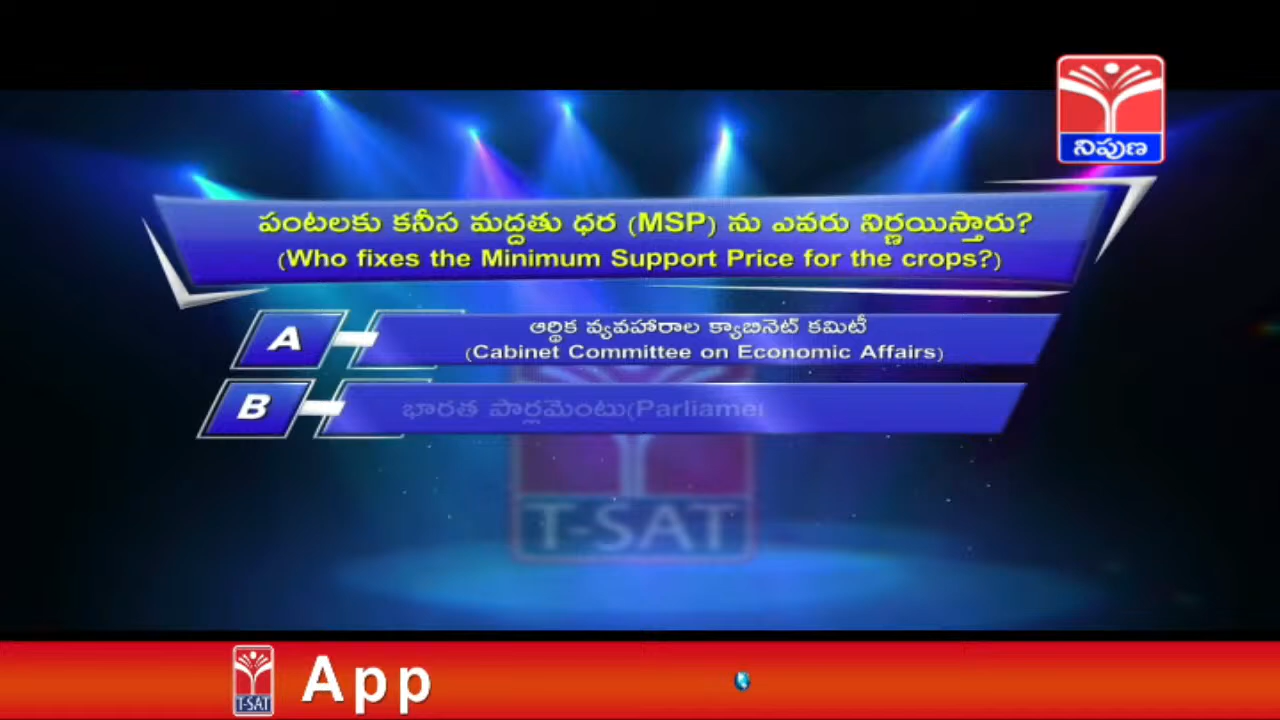 నిపుణ
పంటలకు కనీస మద్దతు ధర (MSP) ను ఎవరు నిర్ణయిస్తారు?
(Who fixes the Minimum Support Price for the crops?)
A
ఆర్థిక వ్యవహారాల క్యాబినెట్ కమిటీ
(Cabinet Committee on Economic Affairs)
B
భారత పార్లమెంటు(Parliamen
T-SAT
T-SAT
App